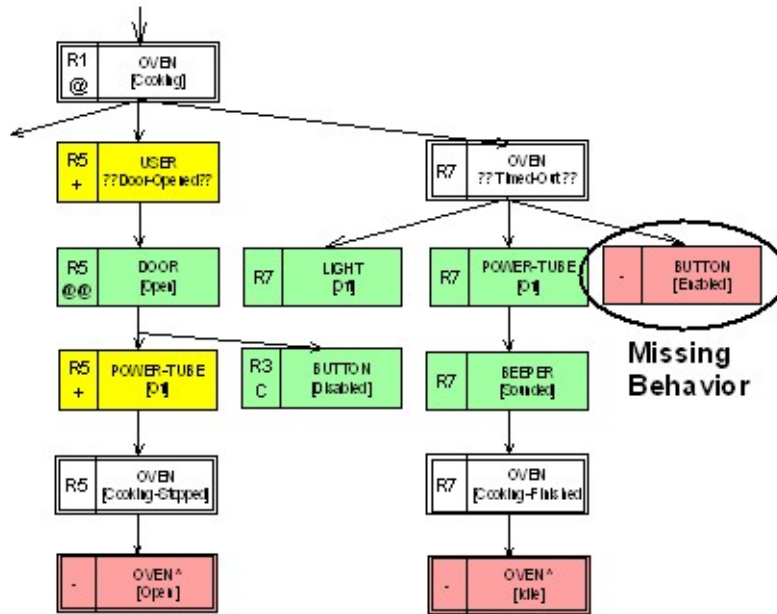 R1
@
OVEN
[Cooking]
R5
+
USER
??Door-Opened??
R7
OVEN
??Timed-Out??
R5
@@
DOOR
[Open]
R7
LIGHT
[Off]
R7
POWER-TUBE
[Off]
-
BUTTON
[Enabled]
Missing
Behavior
R5
+
POWER-TUBE
[Off]
R3
C
BUTTON
[Disabled]
R7
BEEPER
[Sounded]
R5
OVEN
[Cooking-Stopped]
R7
OVEN
[Cooking-Finished
-
OVEN^
[Open]
-
OVEN^
[Idle]